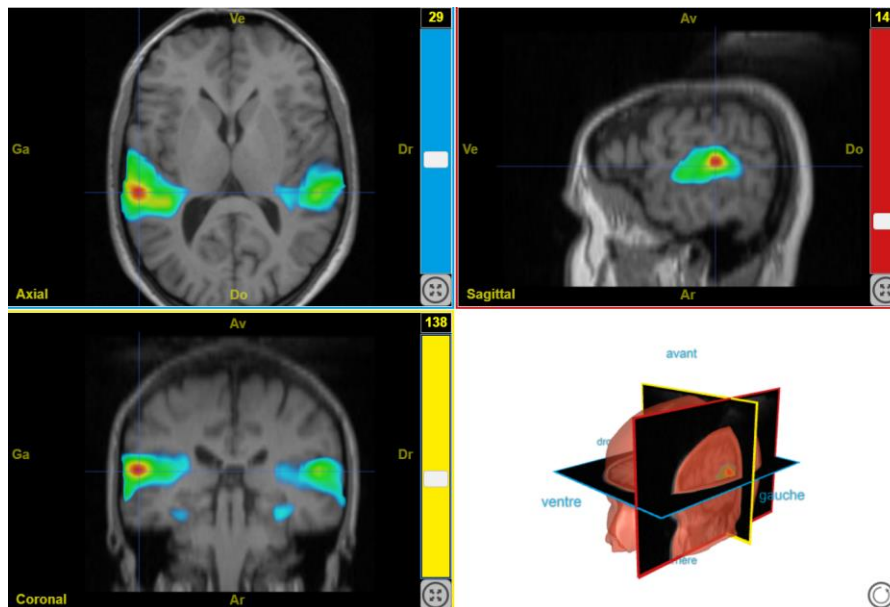 Ve
29
Ga
Dr
Axial
Do
Av
14
Ve
Do
Sagittal
Ar
Av
138
Ga
Dr
Coronal
Ar
avant
ventre
gauche